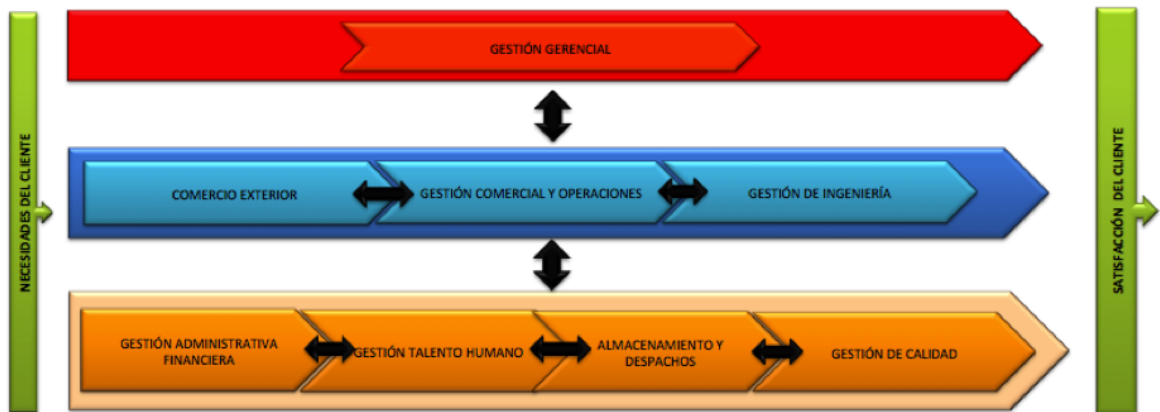 NECESIDADES DEL CLIENTE
GESTIÓN GERENCIAL
COMERCIO EXTERIOR
GESTIÓN COMERCIAL Y OPERACIONES
GESTIÓN DE INGENIERÍA
GESTIÓN ADMINISTRATIVA
FINANCIERA
GESTIÓN TALENTO HUMANO
ALMACENAMIENTO Y
DESPACHOS
GESTIÓN DE CALIDAD
SATISFACCIÓN DEL CLIENTE